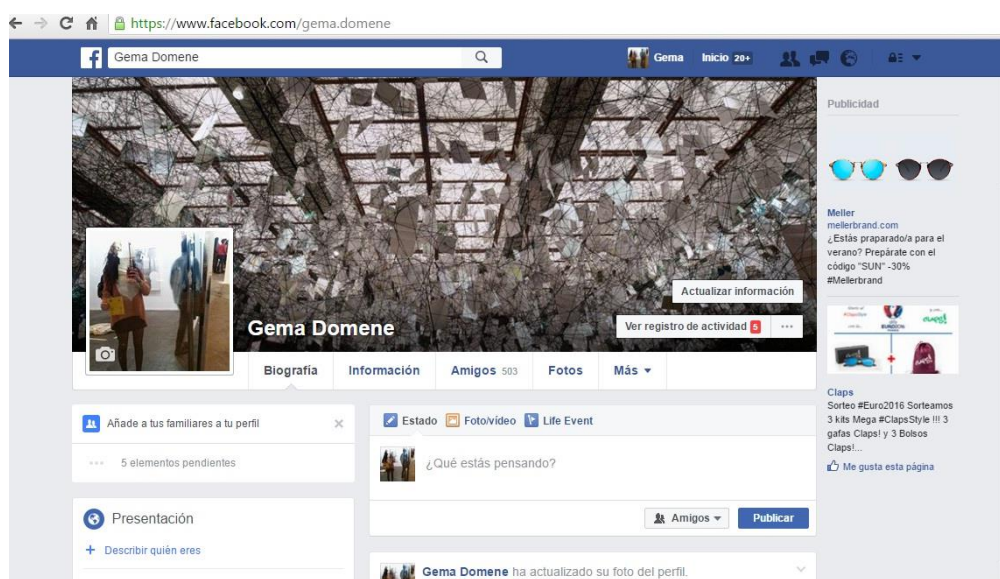 https://www.facebook.com/gema.domene
f Gema Domene
Gema Inicio 20+
Publicidad
Meller
mellerbrand.com
¿Estás praparado/a para el
verano? Prepárate con el
código "SUN" -30%
#Mellerbrand
Actualizar información
Gema Domene
Ver registro de actividad 5
Biografía Información Amigos 503 Fotos Más
Claps
Sorteo #Euro2016 Sorteamos
3 kits Mega #ClapsStyle !!! 3
gafas Claps! y 3 Bolsos
Claps!...
Me gusta esta página
Añade a tus familiares a tu perfil
5 elementos pendientes
Estado Foto/vídeo Life Event
¿Qué estás pensando?
Amigos Publicar
Presentación
+ Describir quién eres
Gema Domene ha actualizado su foto del perfil.